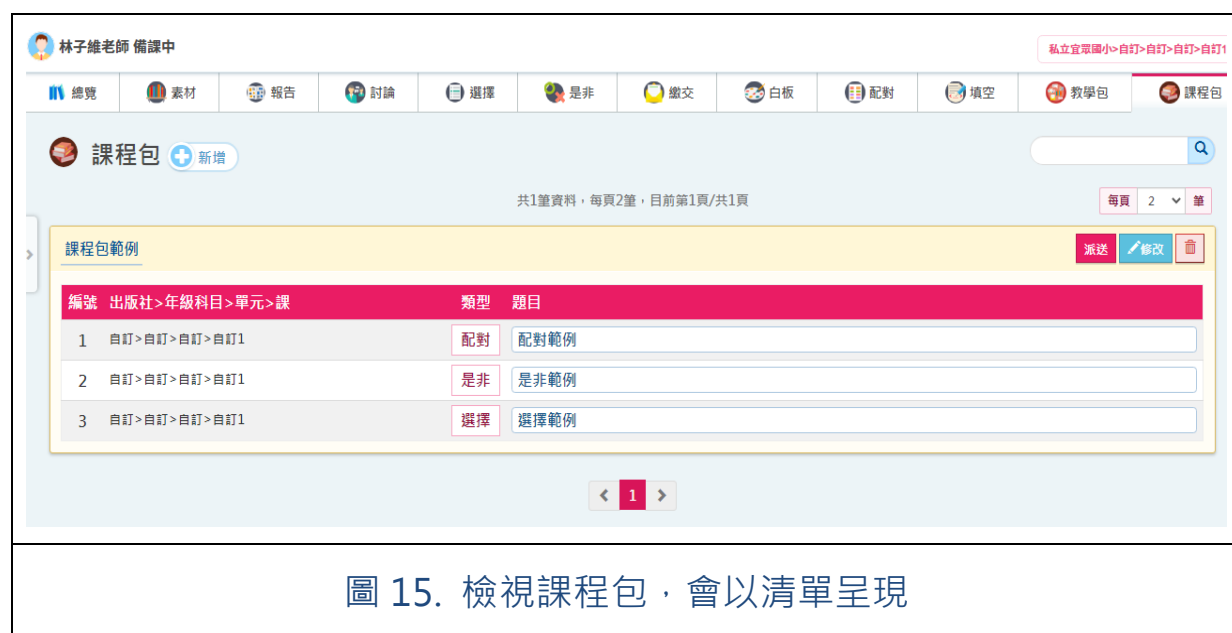 林子維老師 備課中
私立宜眾國小>自訂>自訂>自訂>自訂1
總覽 素材 報告 討論 選擇 是非 繳交 白板 配對 填空 教學包 課程包
課程包 新增
共1筆資料，每頁2筆，目前第1頁/共1頁 每頁 2 筆
課程包範例 派送 修改
編號 出版社>年級科目>單元>課 類型 題目
1 自訂>自訂>自訂>自訂1 配對 配對範例
2 自訂>自訂>自訂>自訂1 是非 是非範例
3 自訂>自訂>自訂>自訂1 選擇 選擇範例
1
圖 15. 檢視課程包，會以清單呈現